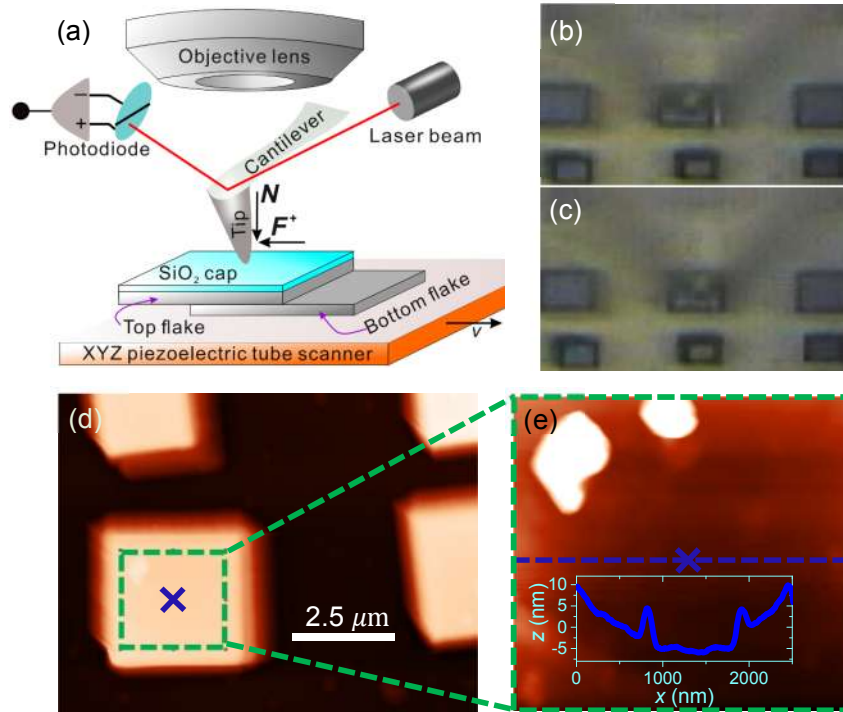 (a)
Objective lens
−
+
Photodiode
Cantilever
Laser beam
Tip
N
F⁺
SiO₂ cap
Top flake
Bottom flake
XYZ piezoelectric tube scanner
v
(b)
(c)
(d)
2.5 μm
(e)
z (nm)
10
5
0
-5
0
1000
2000
x (nm)